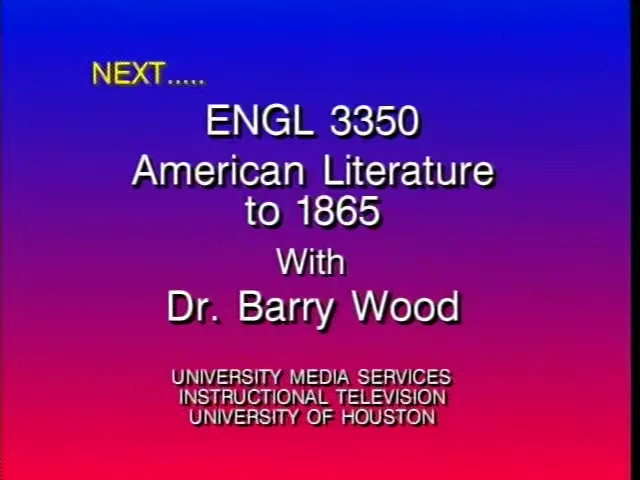 NEXT.....
ENGL 3350
American Literature
to 1865
With
Dr. Barry Wood
UNIVERSITY MEDIA SERVICES
INSTRUCTIONAL TELEVISION
UNIVERSITY OF HOUSTON